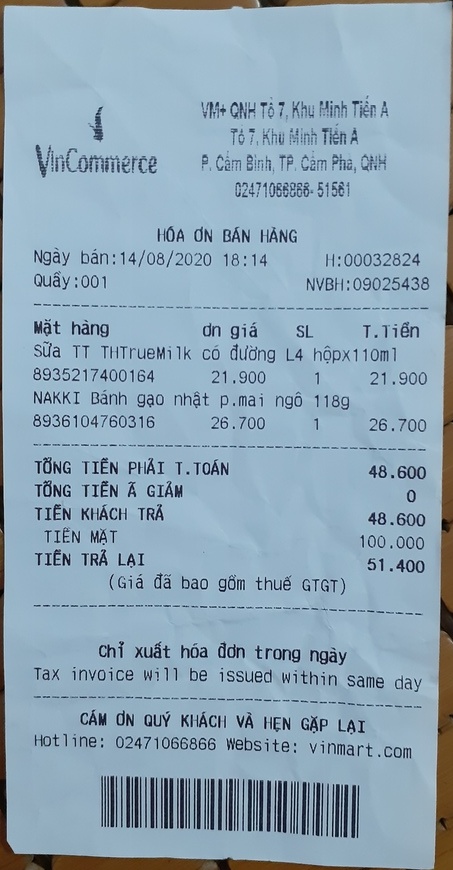 VinCommerce
VM+ QNH Tổ 7, Khu Minh Tiến A
Tổ 7, Khu Minh Tiến A
P. Cẩm Bình, TP. Cẩm Phả, QNH
02471066866-51561
HÓA ƠN BÁN HÀNG
Ngày bán:14/08/2020 18:14 H:00032824
Quầy:001 NVBH:09025438
Mặt hàng ơn giá SL T.Tiền
Sữa TT THTrueMilk có đường L4 hộpx110ml
8935217400164 21.900 1 21.900
NAKKI Bánh gạo nhật p.mai ngô 118g
8936104760316 26.700 1 26.700
TỔNG TIỀN PHẢI T.TOÁN 48.600
TỔNG TIỀN Ã GIẢM 0
TIỀN KHÁCH TRẢ 48.600
TIỀN MẶT 100.000
TIỀN TRẢ LẠI 51.400
(Giá đã bao gồm thuế GTGT)
Chỉ xuất hóa đơn trong ngày
Tax invoice will be issued within same day
CẢM ƠN QUÝ KHÁCH VÀ HẸN GẶP LẠI
Hotline: 02471066866 Website: vinmart.com